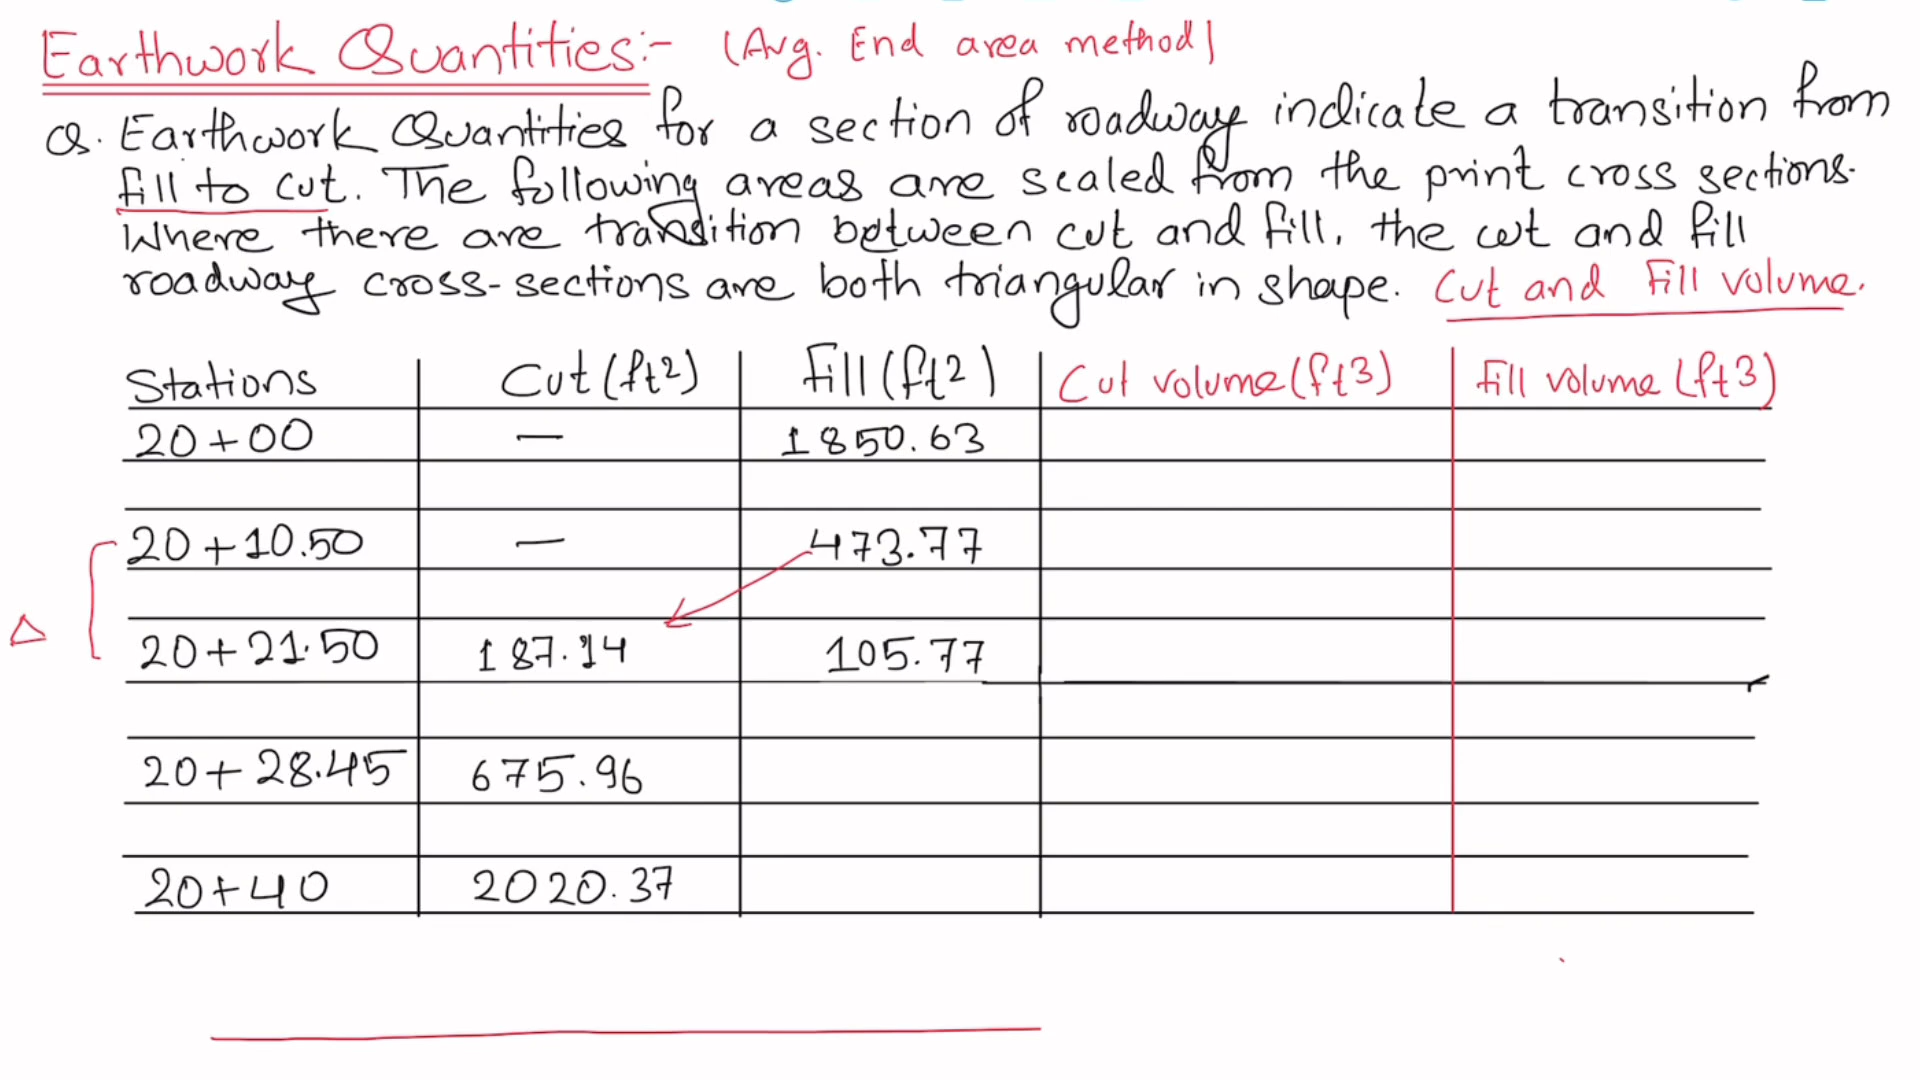 Earthwork Quantities:- (Avg. End area method)
Q. Earthwork Quantities for a section of roadway indicate a transition from
fill to cut. The following areas are scaled from the print cross sections.
Where there are transition between cut and fill, the cut and fill
roadway cross-sections are both triangular in shape. Cut and Fill volume.
Stations Cut (ft2) Fill (ft2) Cut volume (ft3) Fill volume (ft3)
20+00 — 1850.63
20+10.50 — 473.77
Δ
20+21.50 187.14 105.77
20+28.45 675.96
20+40 2020.37